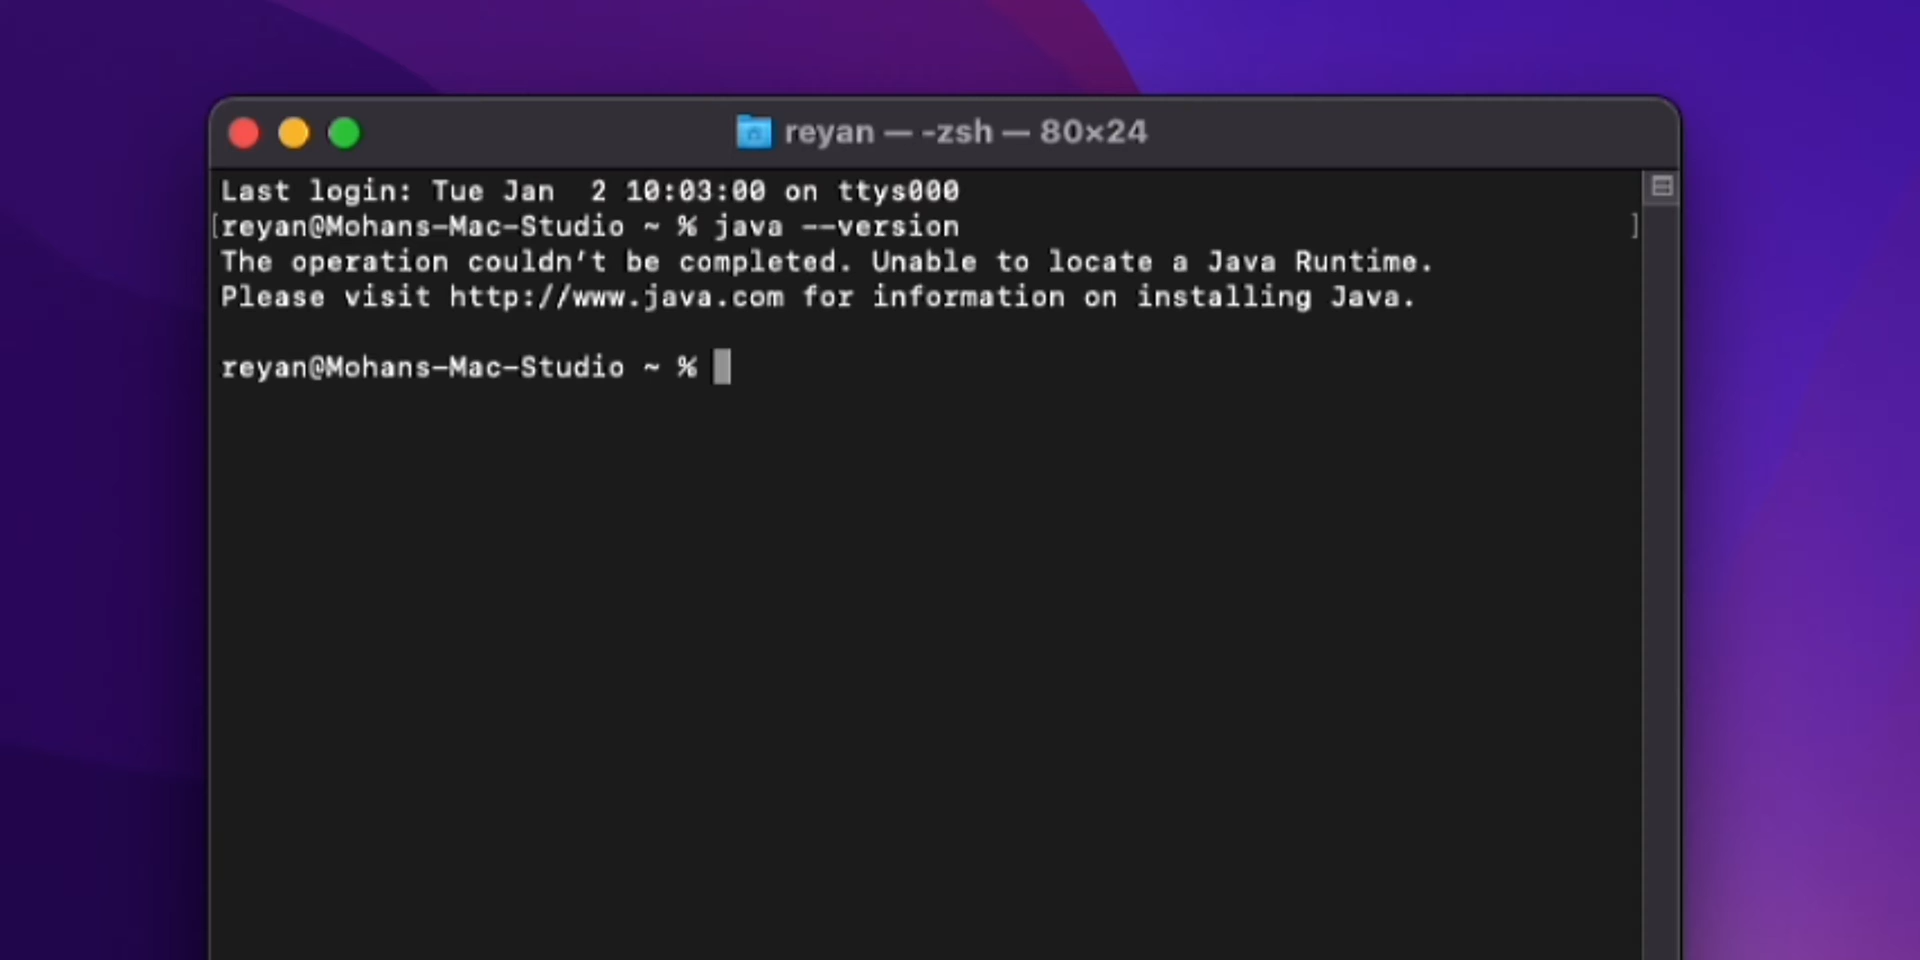 reyan — -zsh — 80×24
Last login: Tue Jan  2 10:03:00 on ttys000
[reyan@Mohans-Mac-Studio ~ % java --version ]
The operation couldn’t be completed. Unable to locate a Java Runtime.
Please visit http://www.java.com for information on installing Java.
reyan@Mohans-Mac-Studio ~ %